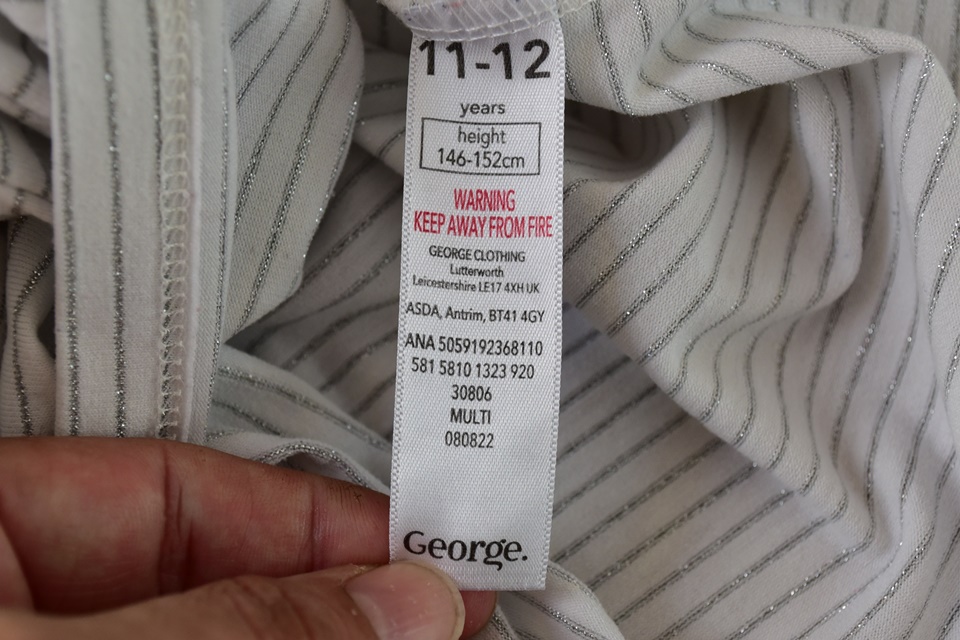 11-12
years
height
146-152cm
WARNING
KEEP AWAY FROM FIRE
GEORGE CLOTHING
Lutterworth
Leicestershire LE17 4XH UK
ASDA, Antrim, BT41 4GY
ANA 5059192368110
581 5810 1323 920
30806
MULTI
080822
George.